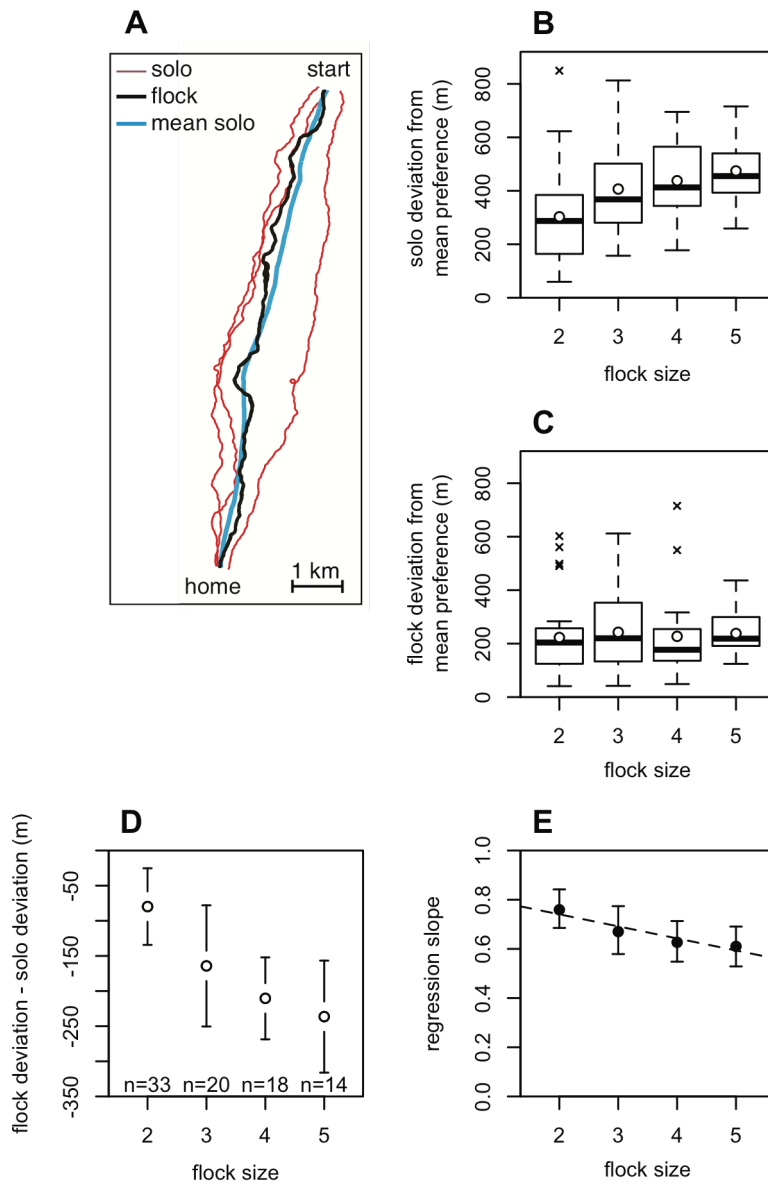 A
solo
flock
mean solo
start
home
1 km
B
solo deviation from
mean preference (m)
800
600
400
200
0
2 3 4 5
flock size
C
flock deviation from
mean preference (m)
800
600
400
200
0
2 3 4 5
flock size
D
flock deviation - solo deviation (m)
-50
-150
-250
-350
n=33 n=20 n=18 n=14
2 3 4 5
flock size
E
regression slope
1.0
0.8
0.6
0.4
0.2
0.0
2 3 4 5
flock size